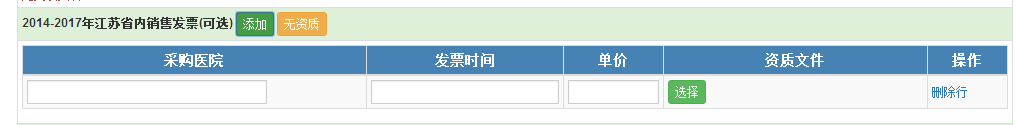 2014-2017年江苏省内销售发票(可选) 添加 无资质
采购医院 发票时间 单价 资质文件 操作
选择 删除行